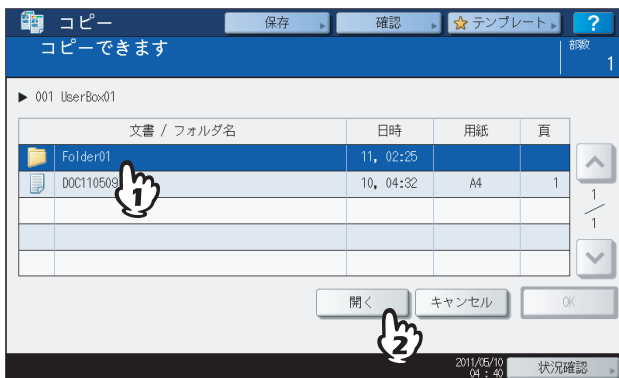 コピー 保存 確認 テンプレート ?
コピーできます 部数 1
001 UserBox01
文書 / フォルダ名 日時 用紙 頁
Folder01 11, 02:25
DOC110509 10, 04:32 A4 1
1
1
1
開く キャンセル OK
2
2011/05/10
04 : 40 状況確認